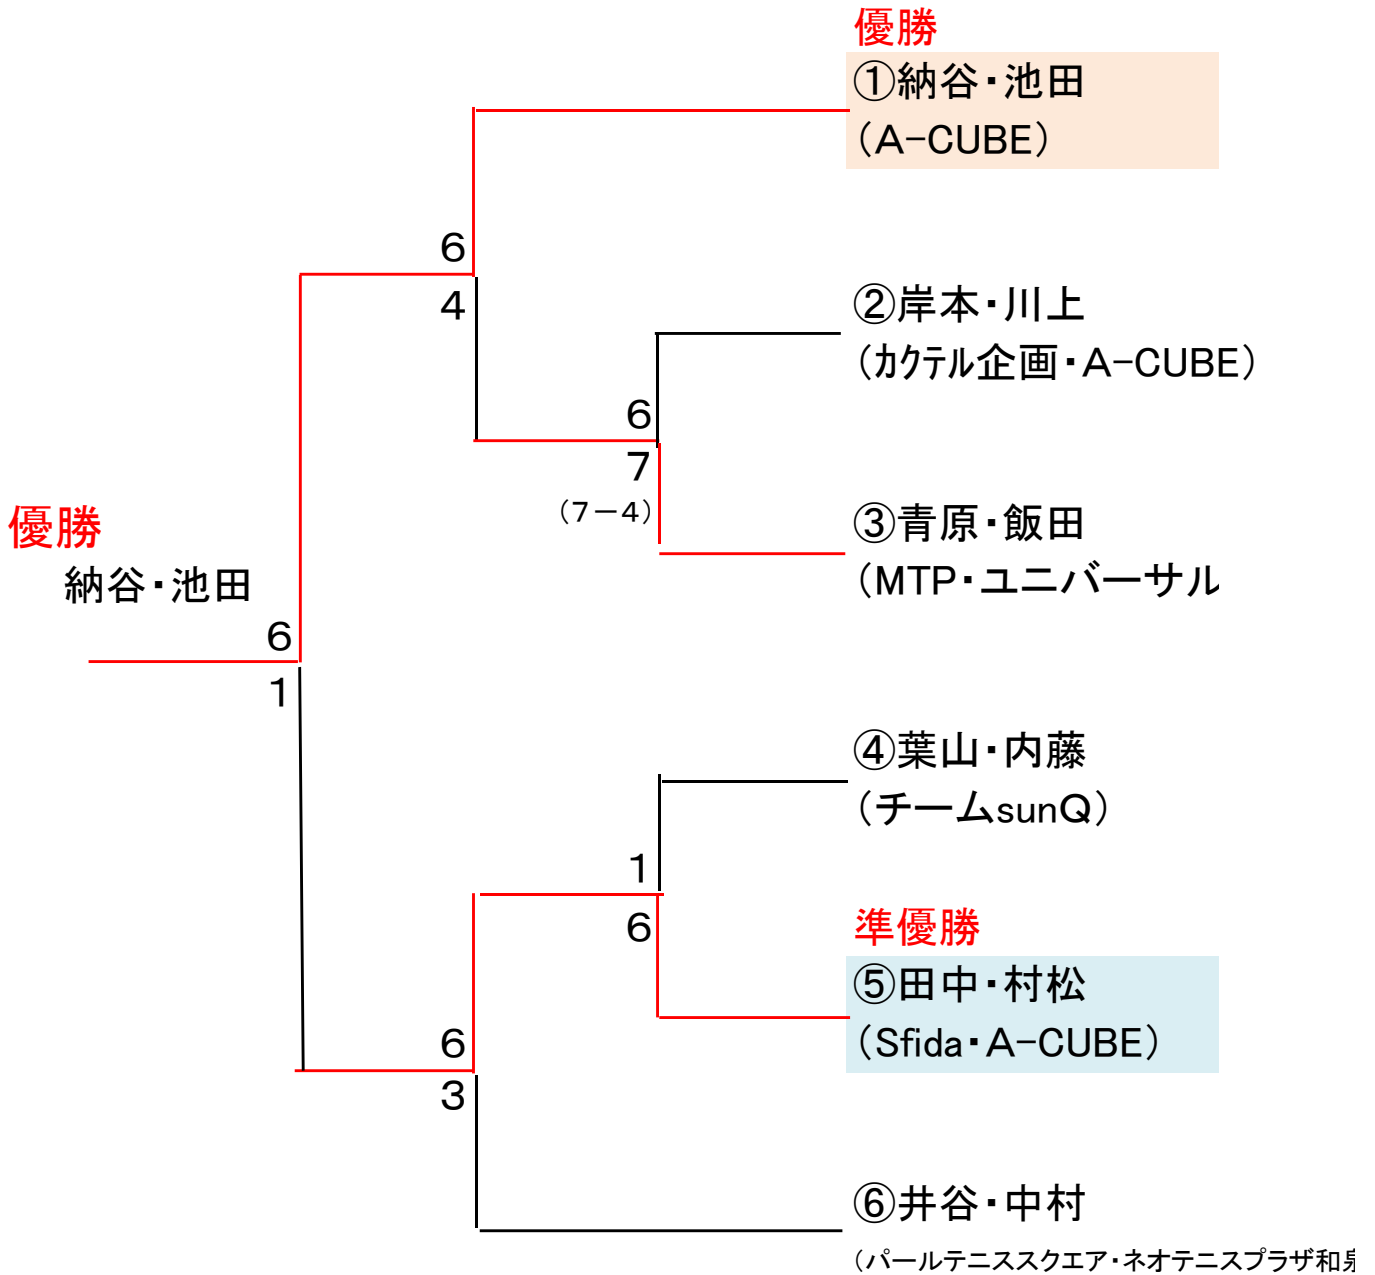 優勝
①納谷・池田
（A-CUBE）
6
4
②岸本・川上
（ｶｸﾃﾙ企画・A-CUBE）
6
7
（7－4）
③青原・飯田
（MTP・ユニバーサル
優勝
納谷・池田
6
1
④葉山・内藤
（チームsunQ）
1
6
準優勝
⑤田中・村松
（Sfida・A-CUBE）
6
3
⑥井谷・中村
（パールテニススクエア・ネオテニスプラザ和泉